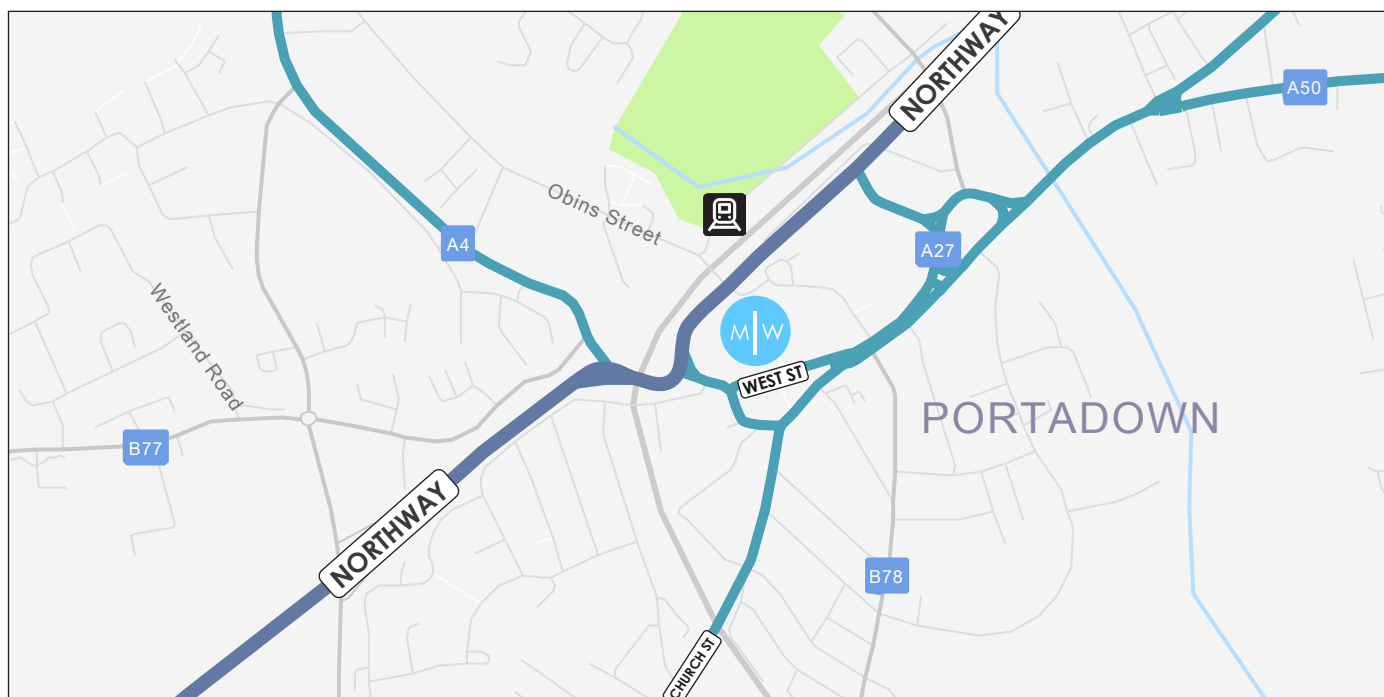 NORTHWAY
A50
Obins Street
A4
A27
Westland Road
M|W
WEST ST
PORTADOWN
B77
NORTHWAY
B78
CHURCH ST